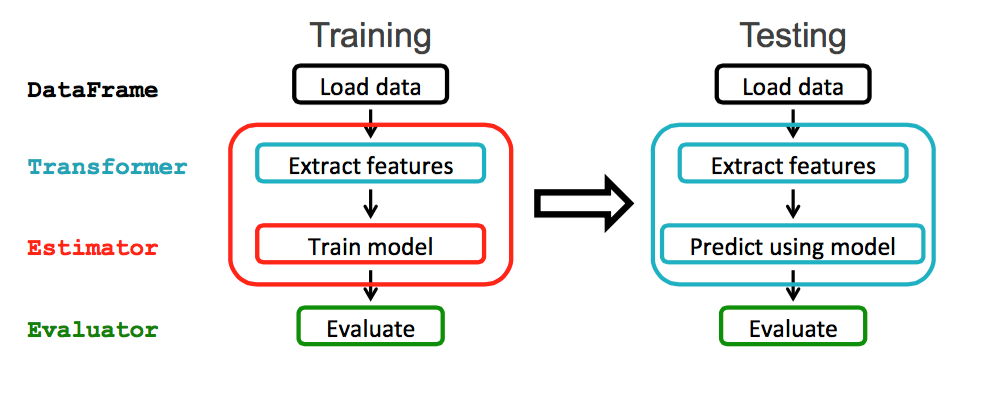 Training
Testing
DataFrame
Load data
Load data
Transformer
Extract features
Extract features
Estimator
Train model
Predict using model
Evaluator
Evaluate
Evaluate